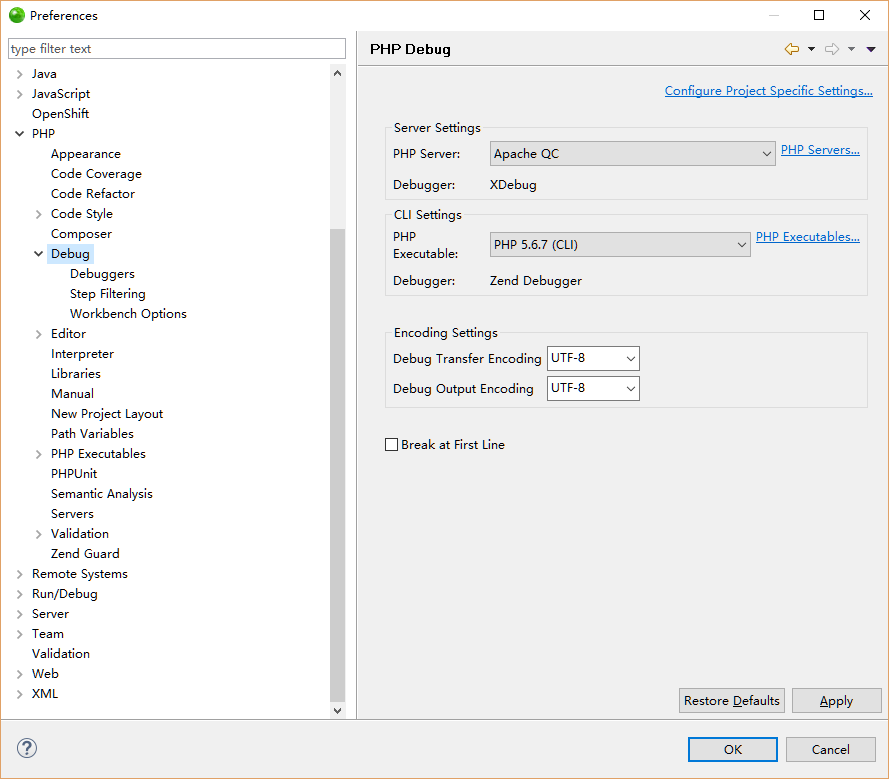 Preferences
type filter text
Java
JavaScript
OpenShift
PHP
Appearance
Code Coverage
Code Refactor
Code Style
Composer
Debug
Debuggers
Step Filtering
Workbench Options
Editor
Interpreter
Libraries
Manual
New Project Layout
Path Variables
PHP Executables
PHPUnit
Semantic Analysis
Servers
Validation
Zend Guard
Remote Systems
Run/Debug
Server
Team
Validation
Web
XML
PHP Debug
Configure Project Specific Settings...
Server Settings
PHP Server: Apache QC PHP Servers...
Debugger: XDebug
CLI Settings
PHP
Executable: PHP 5.6.7 (CLI) PHP Executables...
Debugger: Zend Debugger
Encoding Settings
Debug Transfer Encoding UTF-8
Debug Output Encoding UTF-8
Break at First Line
Restore Defaults Apply
? OK Cancel